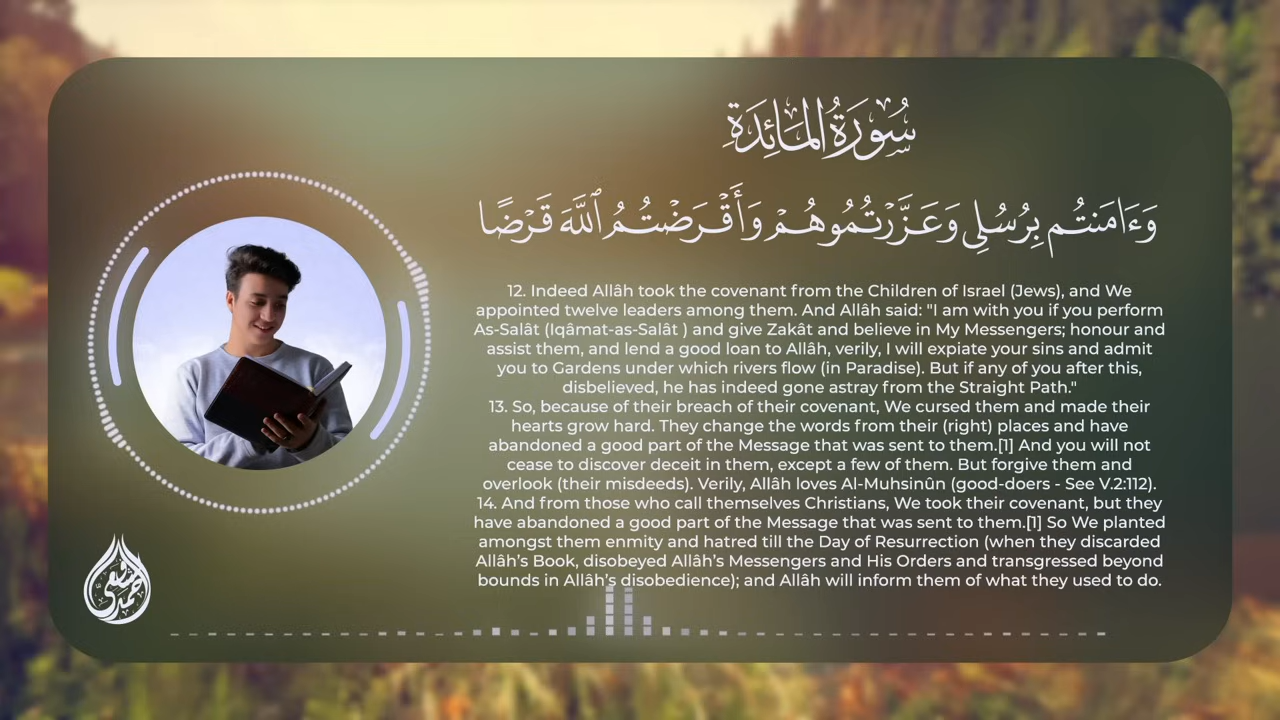 سُورَةُ المَائِدَةِ
وَءَامَنتُم بِرُسُلِى وَعَزَّرْتُمُوهُمْ وَأَقْرَضْتُمُ ٱللَّهَ قَرْضًا
12. Indeed Allâh took the covenant from the Children of Israel (Jews), and We
appointed twelve leaders among them. And Allâh said: "I am with you if you perform
As-Salât (Iqâmat-as-Salât ) and give Zakât and believe in My Messengers; honour and
assist them, and lend a good loan to Allâh, verily, I will expiate your sins and admit
you to Gardens under which rivers flow (in Paradise). But if any of you after this,
disbelieved, he has indeed gone astray from the Straight Path."
13. So, because of their breach of their covenant, We cursed them and made their
hearts grow hard. They change the words from their (right) places and have
abandoned a good part of the Message that was sent to them.[1] And you will not
cease to discover deceit in them, except a few of them. But forgive them and
overlook (their misdeeds). Verily, Allâh loves Al-Muhsinûn (good-doers - See V.2:112).
14. And from those who call themselves Christians, We took their covenant, but they
have abandoned a good part of the Message that was sent to them.[1] So We planted
amongst them enmity and hatred till the Day of Resurrection (when they discarded
Allâh's Book, disobeyed Allâh's Messengers and His Orders and transgressed beyond
bounds in Allâh's disobedience); and Allâh will inform them of what they used to do.